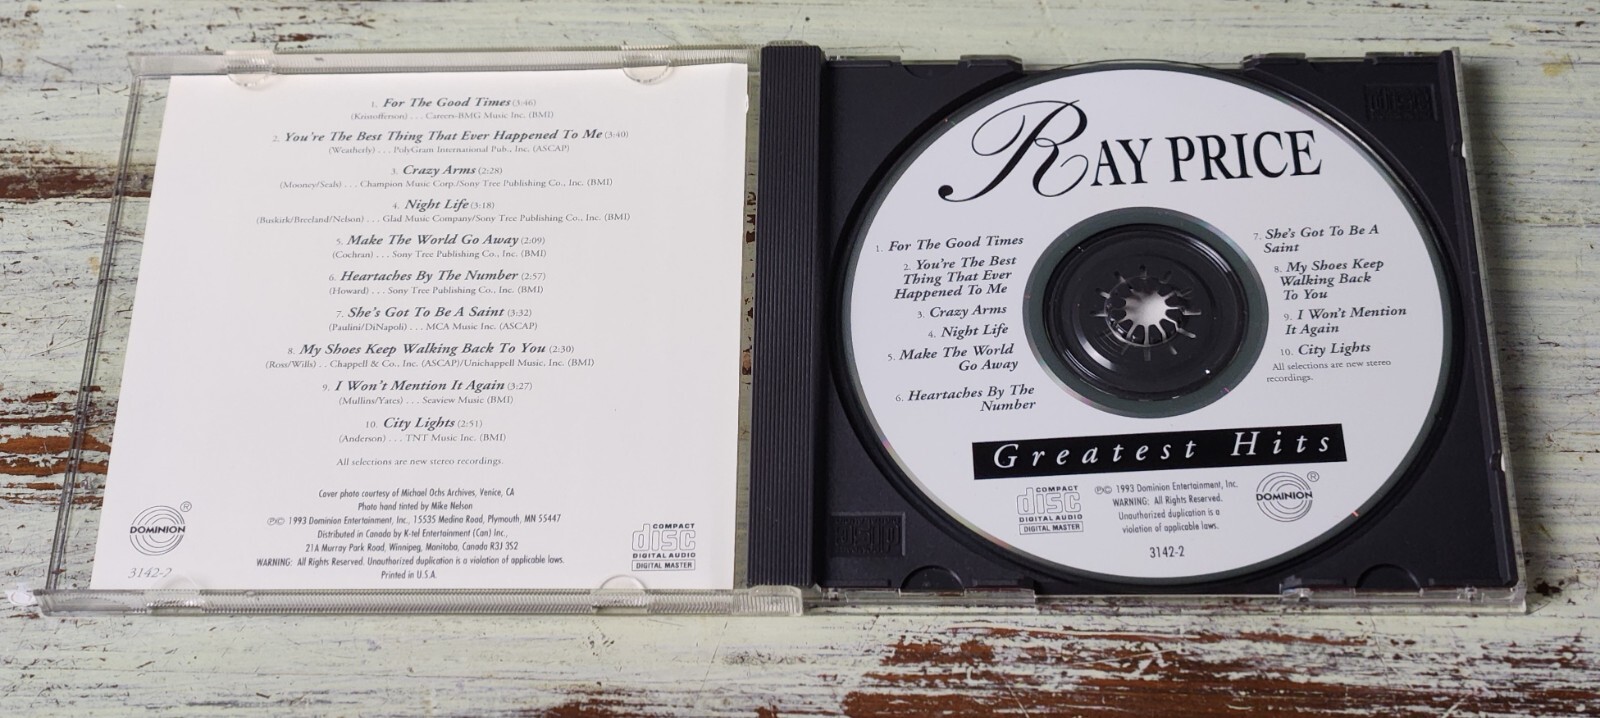 1. For The Good Times (3:46)
(Kristofferson) . . . Careers-BMG Music Inc. (BMI)
2. You're The Best Thing That Ever Happened To Me (3:40)
(Weatherly) . . . PolyGram International Pub., Inc. (ASCAP)
3. Crazy Arms (2:28)
(Mooney/Seals) . . . Champion Music Corp./Sony Tree Publishing Co., Inc. (BMI)
4. Night Life (3:18)
(Buskirk/Breeland/Nelson) . . . Glad Music Company/Sony Tree Publishing Co., Inc. (BMI)
5. Make The World Go Away (2:09)
(Cochran) . . . Sony Tree Publishing Co., Inc. (BMI)
6. Heartaches By The Number (2:57)
(Howard) . . . Sony Tree Publishing Co., Inc. (BMI)
7. She's Got To Be A Saint (3:32)
(Paulini/DiNapoli) . . . MCA Music Inc. (ASCAP)
8. My Shoes Keep Walking Back To You (2:30)
(Ross/Wills) . . . Chappell & Co., Inc. (ASCAP)/Unichappell Music, Inc. (BMI)
9. I Won't Mention It Again (3:27)
(Mullins/Yates) . . . Seaview Music (BMI)
10. City Lights (2:51)
(Anderson) . . . TNT Music Inc. (BMI)
All selections are new stereo recordings.
Cover photo courtesy of Michael Ochs Archives, Venice, CA
Photo hand tinted by Mike Nelson
℗© 1993 Dominion Entertainment, Inc., 15535 Medina Road, Plymouth, MN 55447
Distributed in Canada by K-tel Entertainment (Can) Inc.,
21A Murray Park Road, Winnipeg, Manitoba, Canada R3J 3S2
WARNING: All Rights Reserved. Unauthorized duplication is a violation of applicable laws.
Printed in U.S.A.
DOMINION ®
3142-2
COMPACT
disc
DIGITAL AUDIO
DIGITAL MASTER
RAY PRICE
1. For The Good Times
2. You're The Best
Thing That Ever
Happened To Me
3. Crazy Arms
4. Night Life
5. Make The World
Go Away
6. Heartaches By The
Number
7. She's Got To Be A
Saint
8. My Shoes Keep
Walking Back
To You
9. I Won't Mention
It Again
10. City Lights
All selections are new stereo
recordings.
Greatest Hits
COMPACT
disc
DIGITAL AUDIO
DIGITAL MASTER
℗© 1993 Dominion Entertainment, Inc.
WARNING: All Rights Reserved.
Unauthorized duplication is a
violation of applicable laws.
DOMINION ®
3142-2
disc
disc